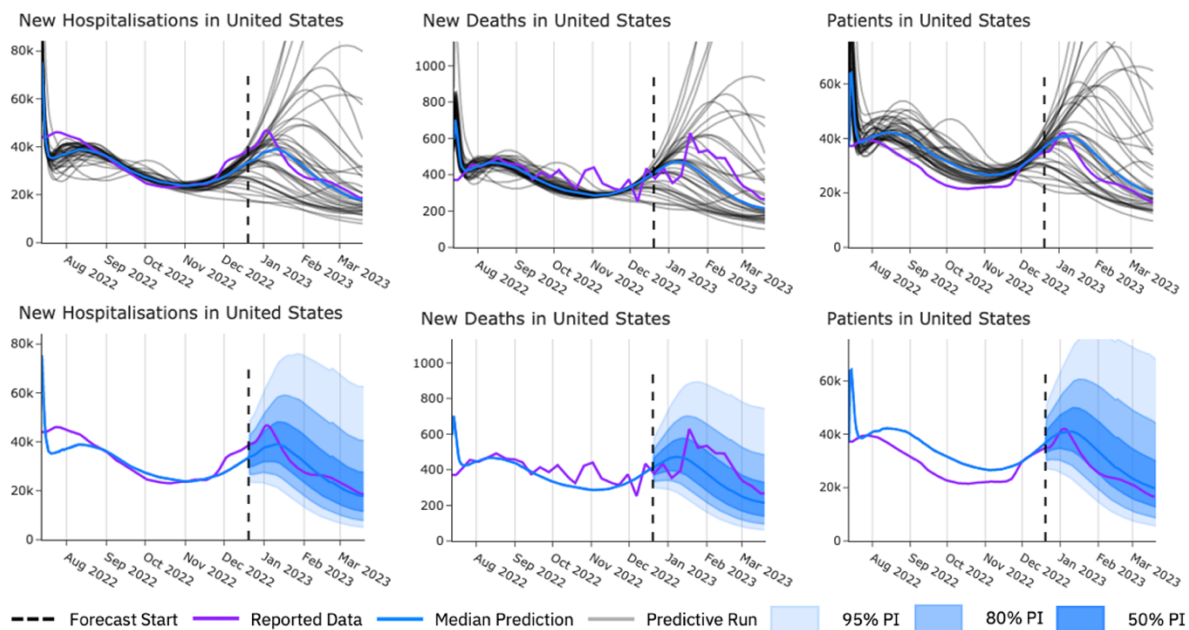 New Hospitalisations in United States
New Deaths in United States
Patients in United States
80k
60k
40k
20k
0
Aug 2022
Sep 2022
Oct 2022
Nov 2022
Dec 2022
Jan 2023
Feb 2023
Mar 2023
1000
800
600
400
200
0
Aug 2022
Sep 2022
Oct 2022
Nov 2022
Dec 2022
Jan 2023
Feb 2023
Mar 2023
60k
40k
20k
0
Aug 2022
Sep 2022
Oct 2022
Nov 2022
Dec 2022
Jan 2023
Feb 2023
Mar 2023
New Hospitalisations in United States
New Deaths in United States
Patients in United States
80k
60k
40k
20k
0
Aug 2022
Sep 2022
Oct 2022
Nov 2022
Dec 2022
Jan 2023
Feb 2023
Mar 2023
1000
800
600
400
200
0
Aug 2022
Sep 2022
Oct 2022
Nov 2022
Dec 2022
Jan 2023
Feb 2023
Mar 2023
60k
40k
20k
0
Aug 2022
Sep 2022
Oct 2022
Nov 2022
Dec 2022
Jan 2023
Feb 2023
Mar 2023
Forecast Start
Reported Data
Median Prediction
Predictive Run
95% PI
80% PI
50% PI